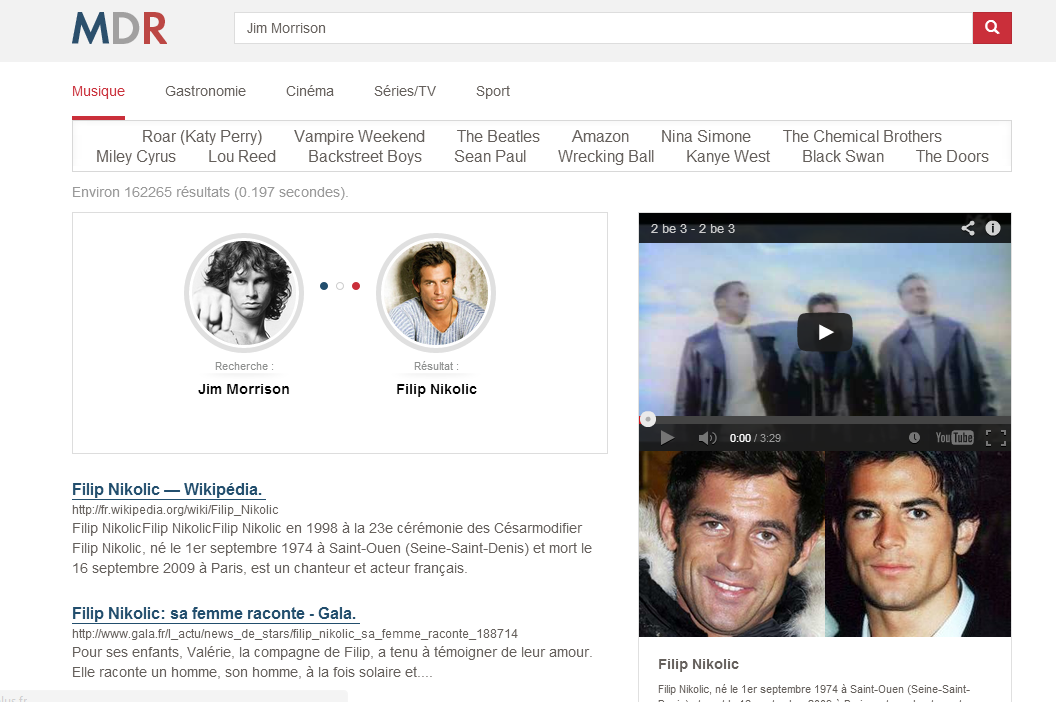 MDR
Jim Morrison
Musique Gastronomie Cinéma Séries/TV Sport
Roar (Katy Perry) Vampire Weekend The Beatles Amazon Nina Simone The Chemical Brothers
Miley Cyrus Lou Reed Backstreet Boys Sean Paul Wrecking Ball Kanye West Black Swan The Doors
Environ 162265 résultats (0.197 secondes).
Recherche :
Jim Morrison
Résultat :
Filip Nikolic
Filip Nikolic — Wikipédia.
http://fr.wikipedia.org/wiki/Filip_Nikolic
Filip NikolicFilip NikolicFilip Nikolic en 1998 à la 23e cérémonie des Césarmodifier
Filip Nikolic, né le 1er septembre 1974 à Saint-Ouen (Seine-Saint-Denis) et mort le
16 septembre 2009 à Paris, est un chanteur et acteur français.
Filip Nikolic: sa femme raconte - Gala.
http://www.gala.fr/l_actu/news_de_stars/filip_nikolic_sa_femme_raconte_188714
Pour ses enfants, Valérie, la compagne de Filip, a tenu à témoigner de leur amour.
Elle raconte un homme, son homme, à la fois solaire et....
2 be 3 - 2 be 3
0:00 / 3:29
YouTube
Filip Nikolic
Filip Nikolic, né le 1er septembre 1974 à Saint-Ouen (Seine-Saint-